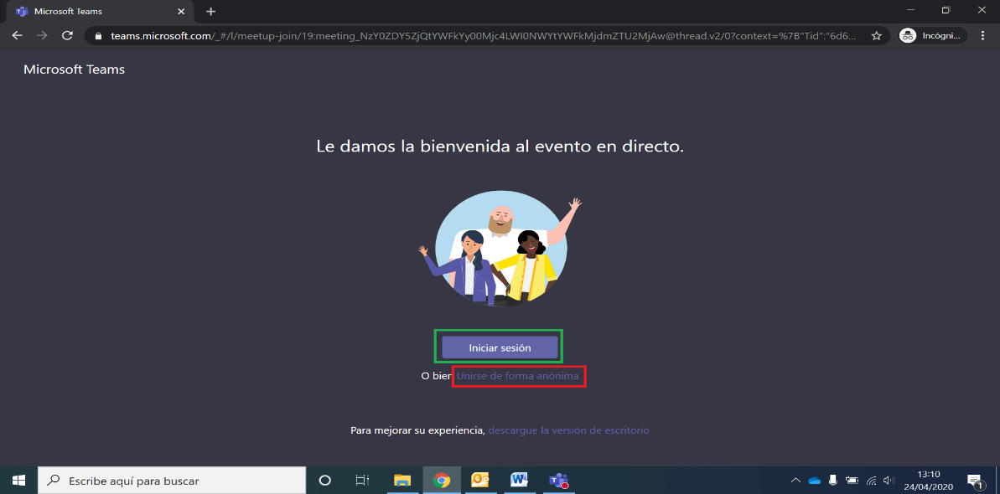 Microsoft Teams
teams.microsoft.com/_#/l/meetup-join/19:meeting_NzY0ZDY5ZjQtYWFkYy00Mjc4LWI0NWYtYWFkMjdmZTU2MjAw@thread.v2/0?context=%7B"Tid":"6d6...
Incógni...
Microsoft Teams
Le damos la bienvenida al evento en directo.
Iniciar sesión
O bien Unirse de forma anónima
Para mejorar su experiencia, descargue la versión de escritorio
Escribe aquí para buscar
13:10
24/04/2020
1